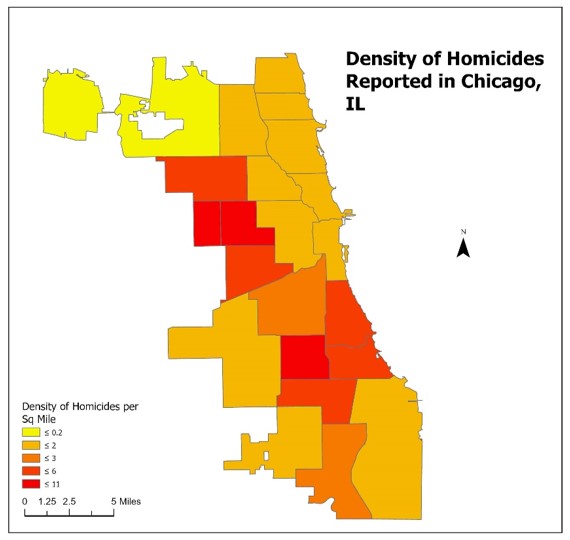 Density of Homicides
Reported in Chicago,
IL
N
Density of Homicides per
Sq Mile
≤ 0.2
≤ 2
≤ 3
≤ 6
≤ 11
0 1.25 2.5 5 Miles